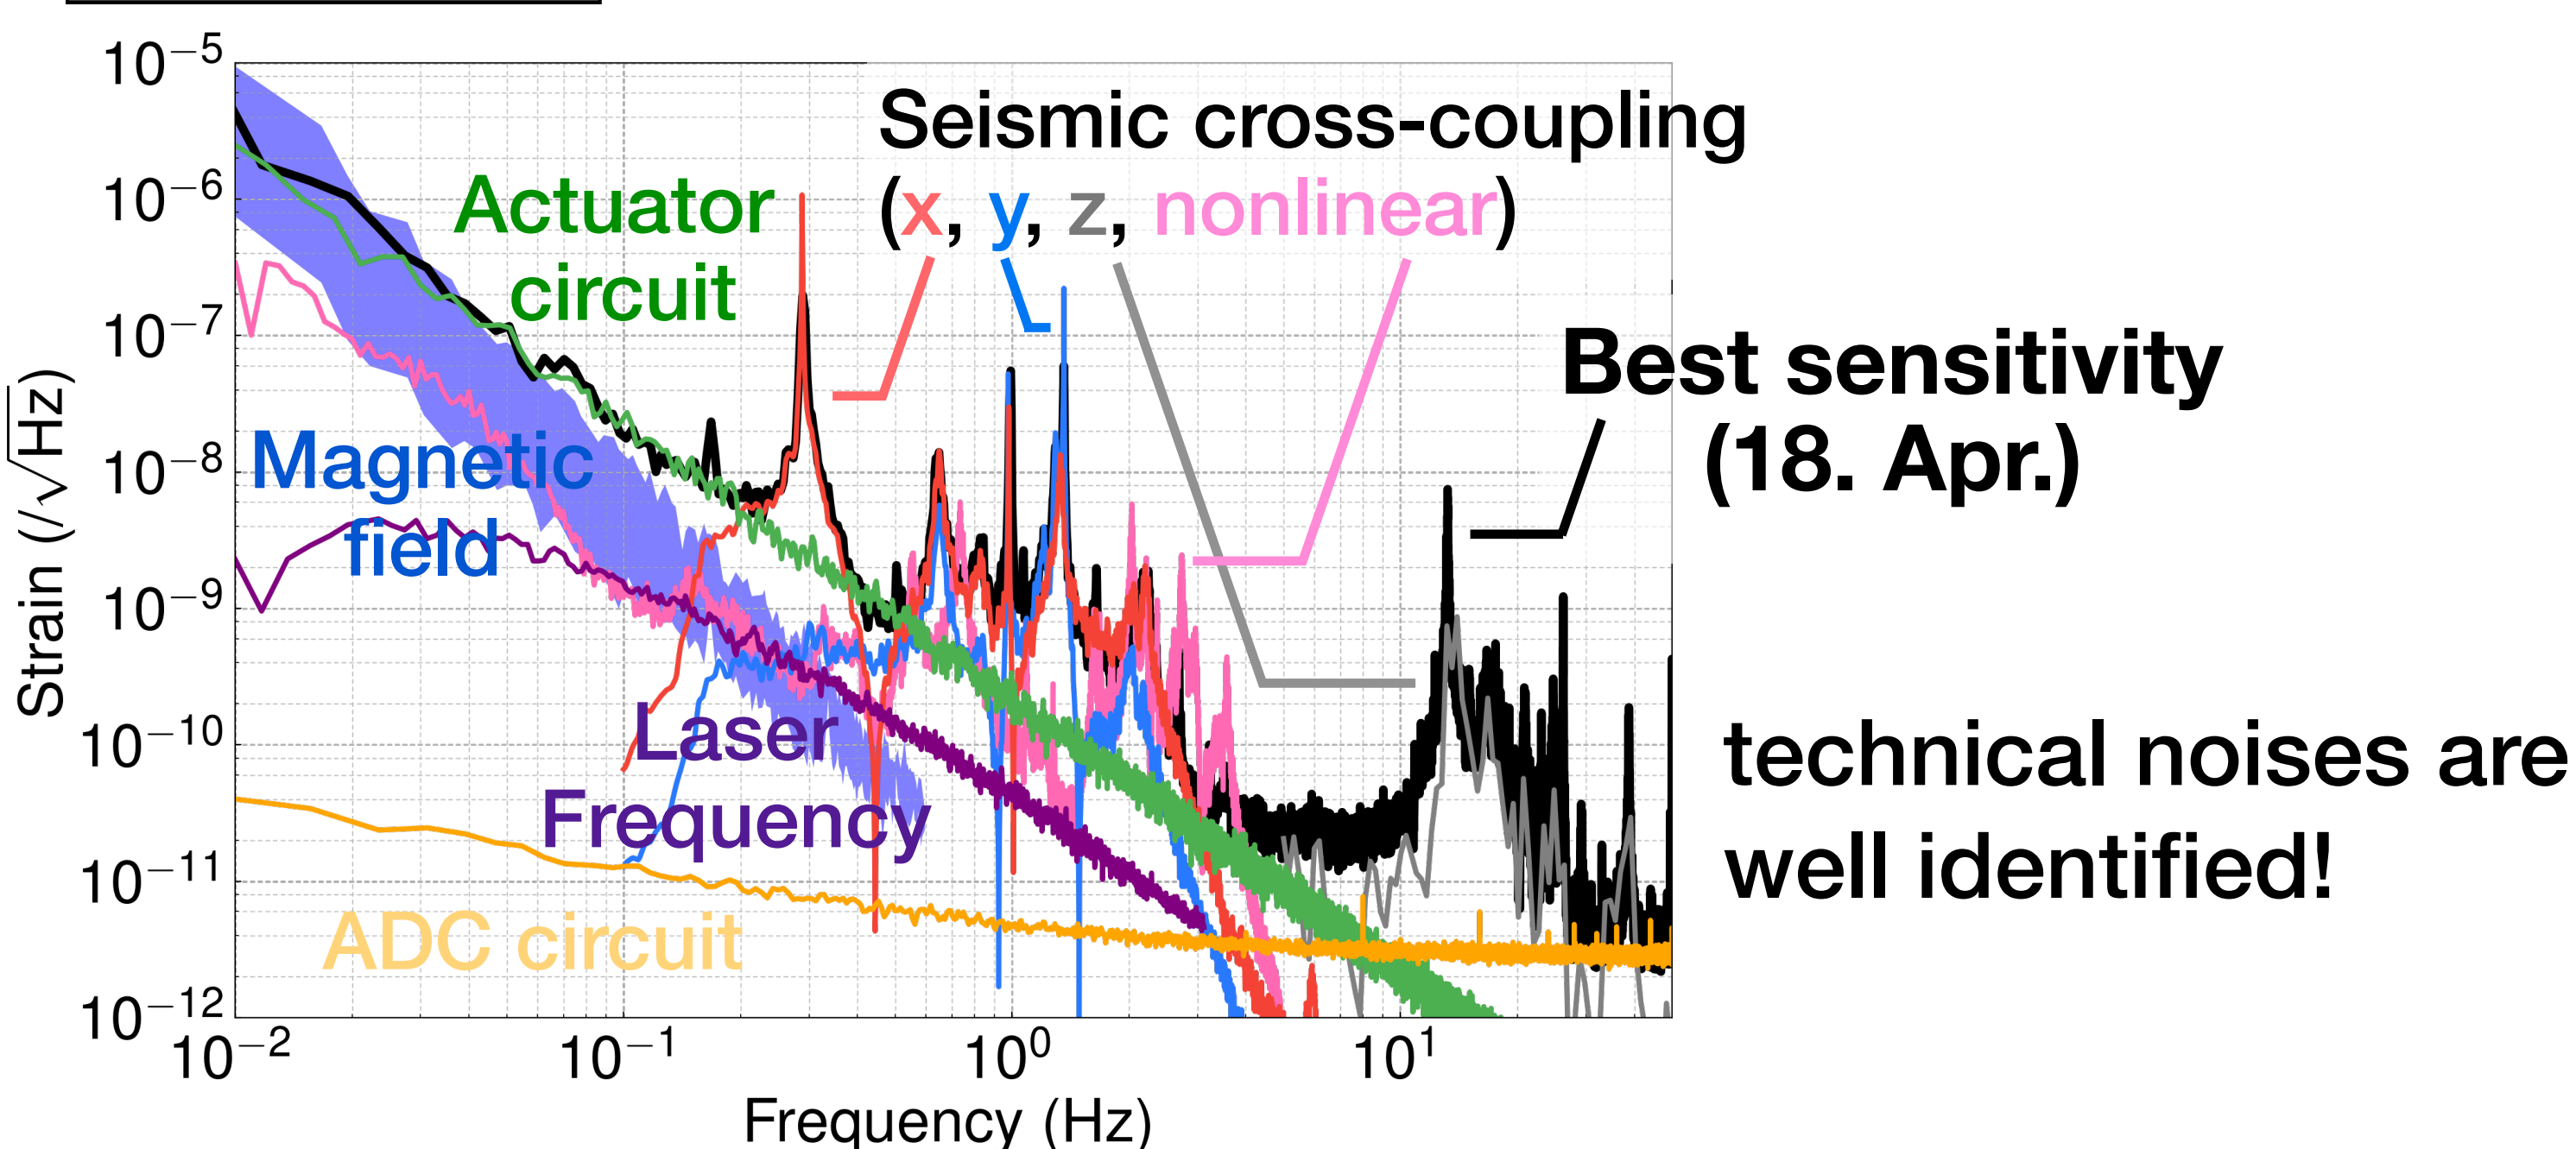 Seismic cross-coupling
(x, y, z, nonlinear)
Actuator
circuit
Magnetic
field
Laser
Frequency
ADC circuit
Best sensitivity
(18. Apr.)
technical noises are
well identified!
Strain (/√Hz)
10⁻⁵
10⁻⁶
10⁻⁷
10⁻⁸
10⁻⁹
10⁻¹⁰
10⁻¹¹
10⁻¹²
10⁻² 10⁻¹ 10⁰ 10¹
Frequency (Hz)